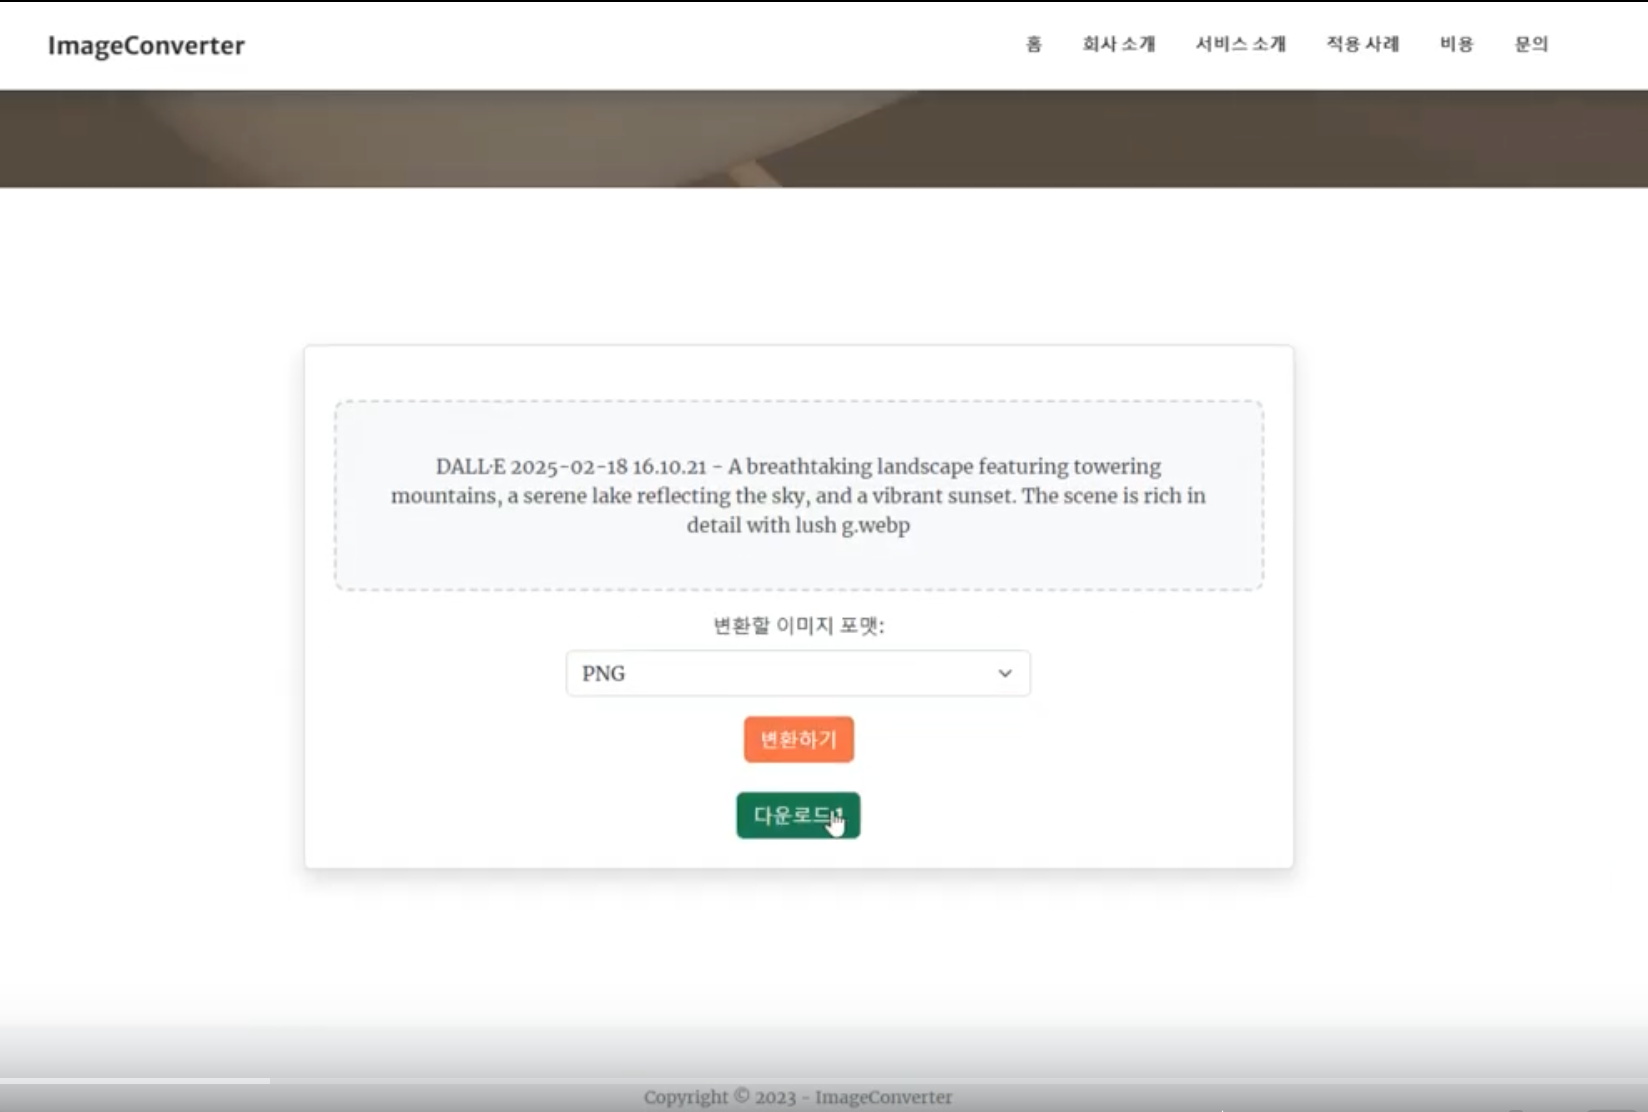 ImageConverter
홈 회사 소개 서비스 소개 적용 사례 비용 문의
DALL·E 2025-02-18 16.10.21 - A breathtaking landscape featuring towering
mountains, a serene lake reflecting the sky, and a vibrant sunset. The scene is rich in
detail with lush g.webp
변환할 이미지 포맷:
PNG
변환하기
다운로드
Copyright © 2023 - ImageConverter